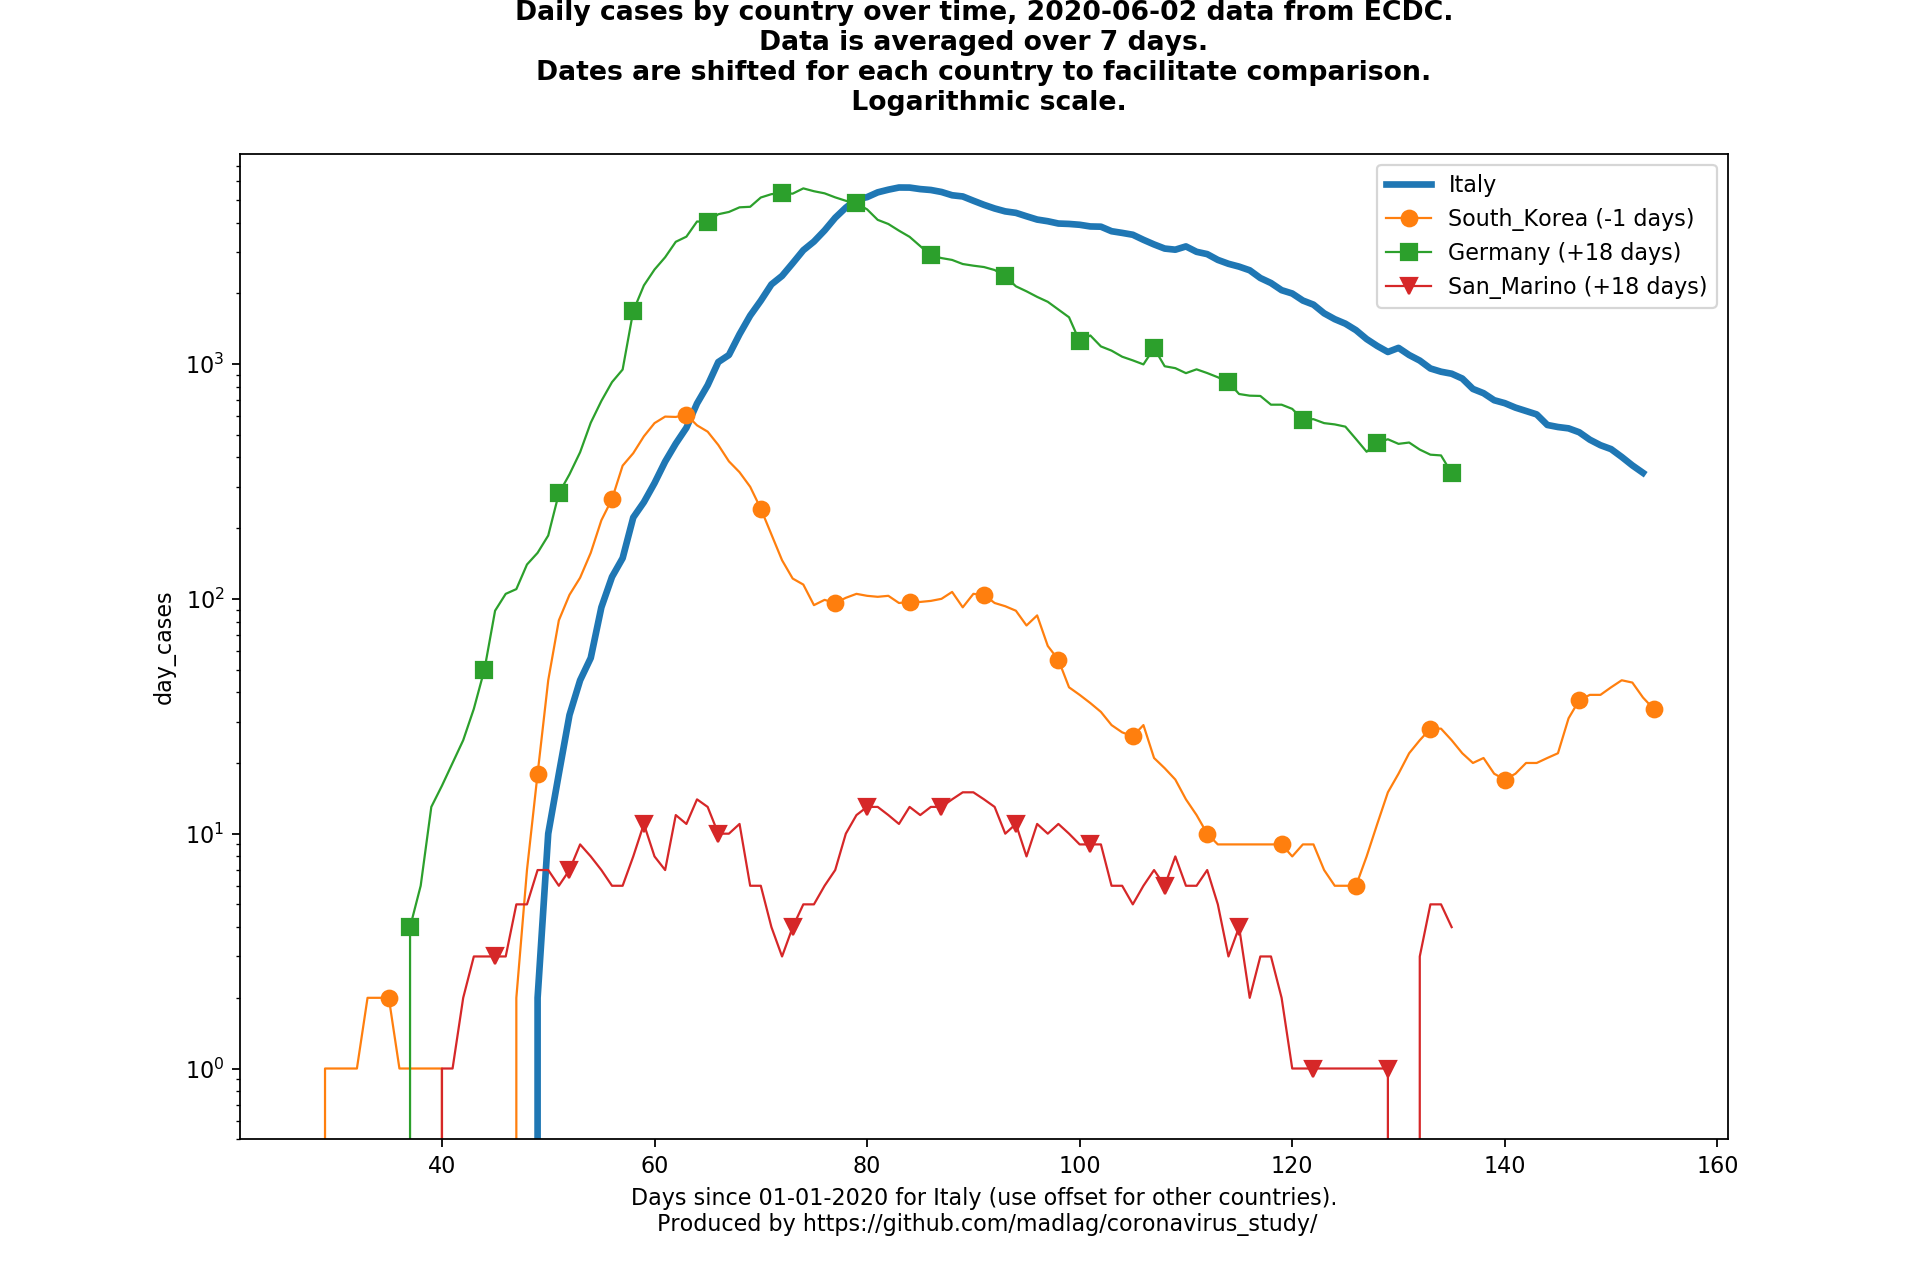 Daily cases by country over time, 2020-06-02 data from ECDC.
Data is averaged over 7 days.
Dates are shifted for each country to facilitate comparison.
Logarithmic scale.
Italy
South_Korea (-1 days)
Germany (+18 days)
San_Marino (+18 days)
day_cases
10³
10²
10¹
10⁰
40 60 80 100 120 140 160
Days since 01-01-2020 for Italy (use offset for other countries).
Produced by https://github.com/madlag/coronavirus_study/